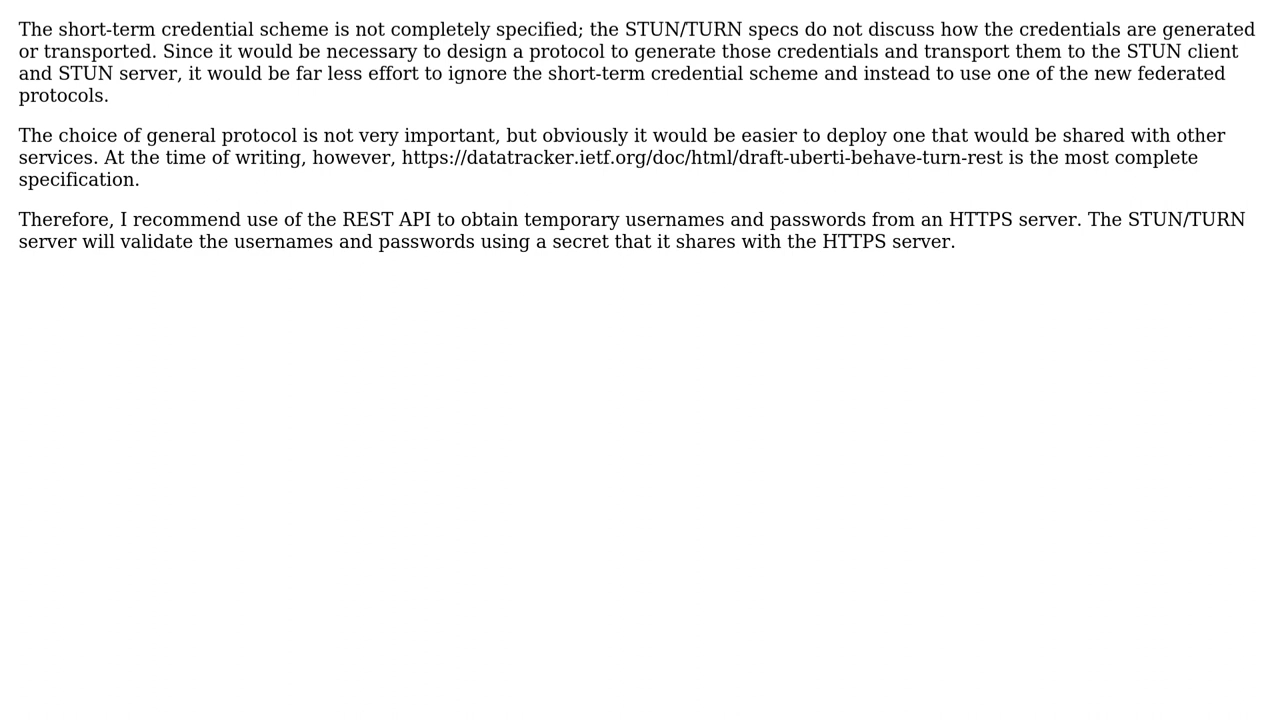 The short-term credential scheme is not completely specified; the STUN/TURN specs do not discuss how the credentials are generated
or transported. Since it would be necessary to design a protocol to generate those credentials and transport them to the STUN client
and STUN server, it would be far less effort to ignore the short-term credential scheme and instead to use one of the new federated
protocols.
The choice of general protocol is not very important, but obviously it would be easier to deploy one that would be shared with other
services. At the time of writing, however, https://datatracker.ietf.org/doc/html/draft-uberti-behave-turn-rest is the most complete
specification.
Therefore, I recommend use of the REST API to obtain temporary usernames and passwords from an HTTPS server. The STUN/TURN
server will validate the usernames and passwords using a secret that it shares with the HTTPS server.